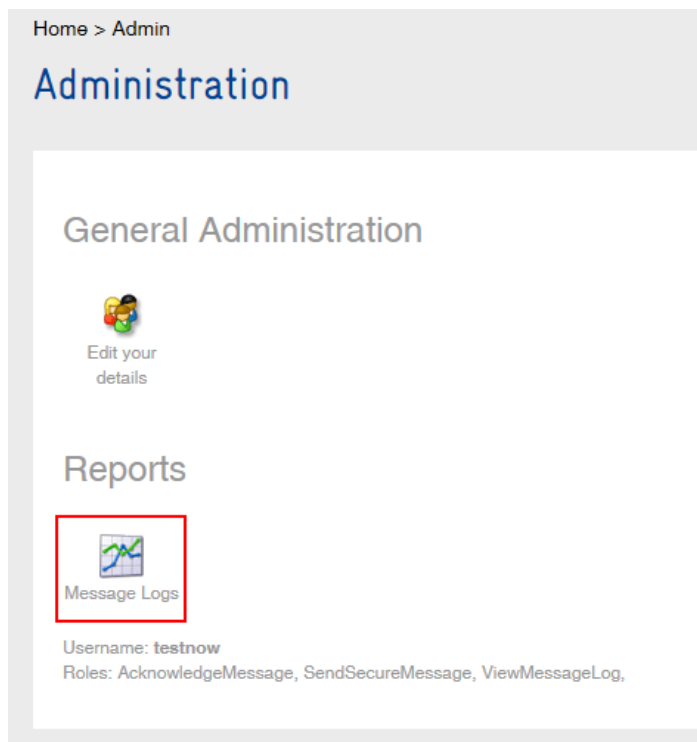 Home > Admin
Administration
General Administration
Edit your
details
Reports
Message Logs
Username: testnow
Roles: AcknowledgeMessage, SendSecureMessage, ViewMessageLog,